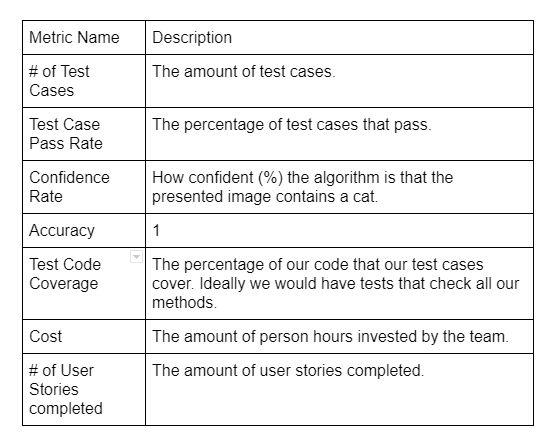 Metric Name
Description
# of Test
Cases
The amount of test cases.
Test Case
Pass Rate
The percentage of test cases that pass.
Confidence
Rate
How confident (%) the algorithm is that the
presented image contains a cat.
Accuracy
1
Test Code
Coverage
The percentage of our code that our test cases
cover. Ideally we would have tests that check all our
methods.
Cost
The amount of person hours invested by the team.
# of User
Stories
completed
The amount of user stories completed.